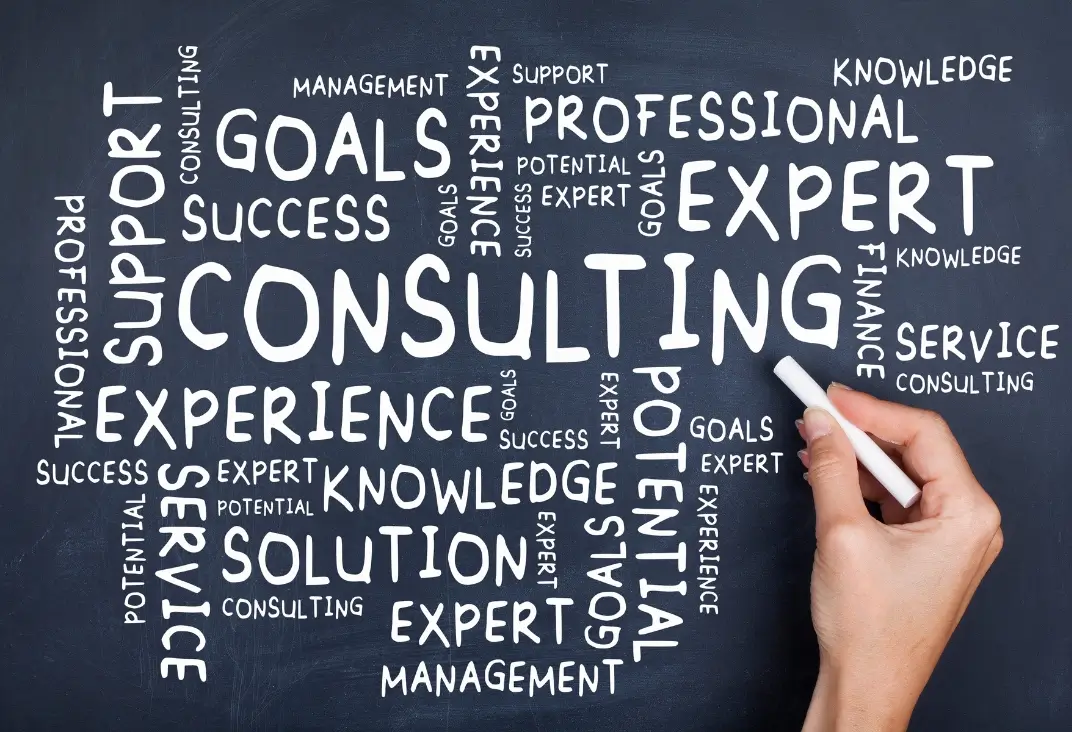 CONSULTING
MANAGEMENT
EXPERIENCE
SUPPORT
KNOWLEDGE
SUPPORT
GOALS
PROFESSIONAL
POTENTIAL
GOALS
EXPERT
EXPERT
SUCCESS
GOALS
SUCCESS
PROFESSIONAL
CONSULTING
FINANCE
KNOWLEDGE
SERVICE
CONSULTING
EXPERIENCE
GOALS
SUCCESS
EXPERT
POTENTIAL
GOALS
EXPERT
SUCCESS
SERVICE
EXPERT
KNOWLEDGE
POTENTIAL
POTENTIAL
SOLUTION
EXPERT
GOALS
EXPERIENCE
CONSULTING
EXPERT
MANAGEMENT